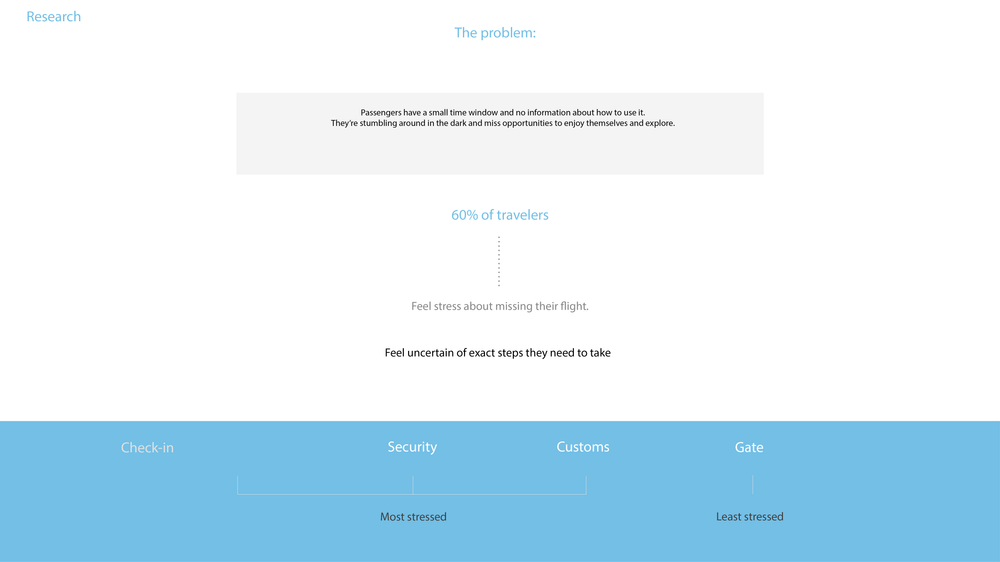 Research
The problem:
Passengers have a small time window and no information about how to use it.
They're stumbling around in the dark and miss opportunities to enjoy themselves and explore.
60% of travelers
Feel stress about missing their flight.
Feel uncertain of exact steps they need to take
Check-in
Security
Customs
Gate
Most stressed
Least stressed